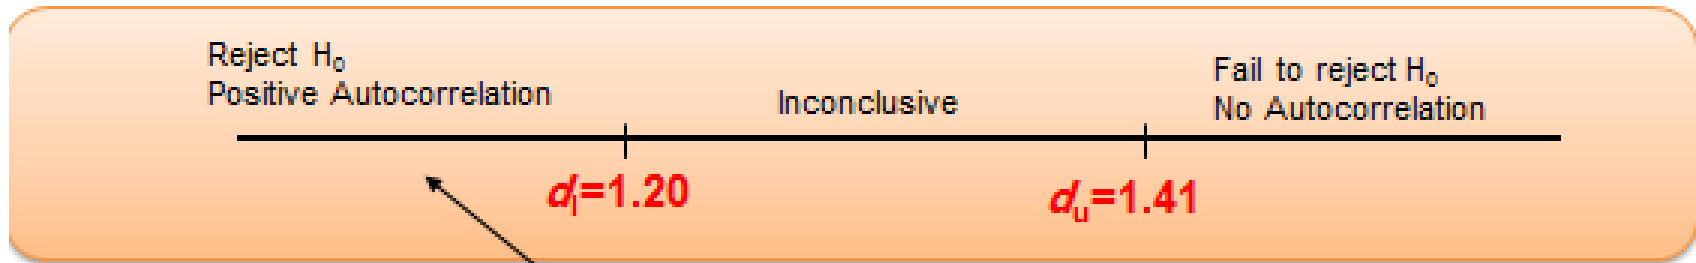 Reject H₀
Positive Autocorrelation
Inconclusive
Fail to reject H₀
No Autocorrelation
dₗ=1.20
dᵤ=1.41